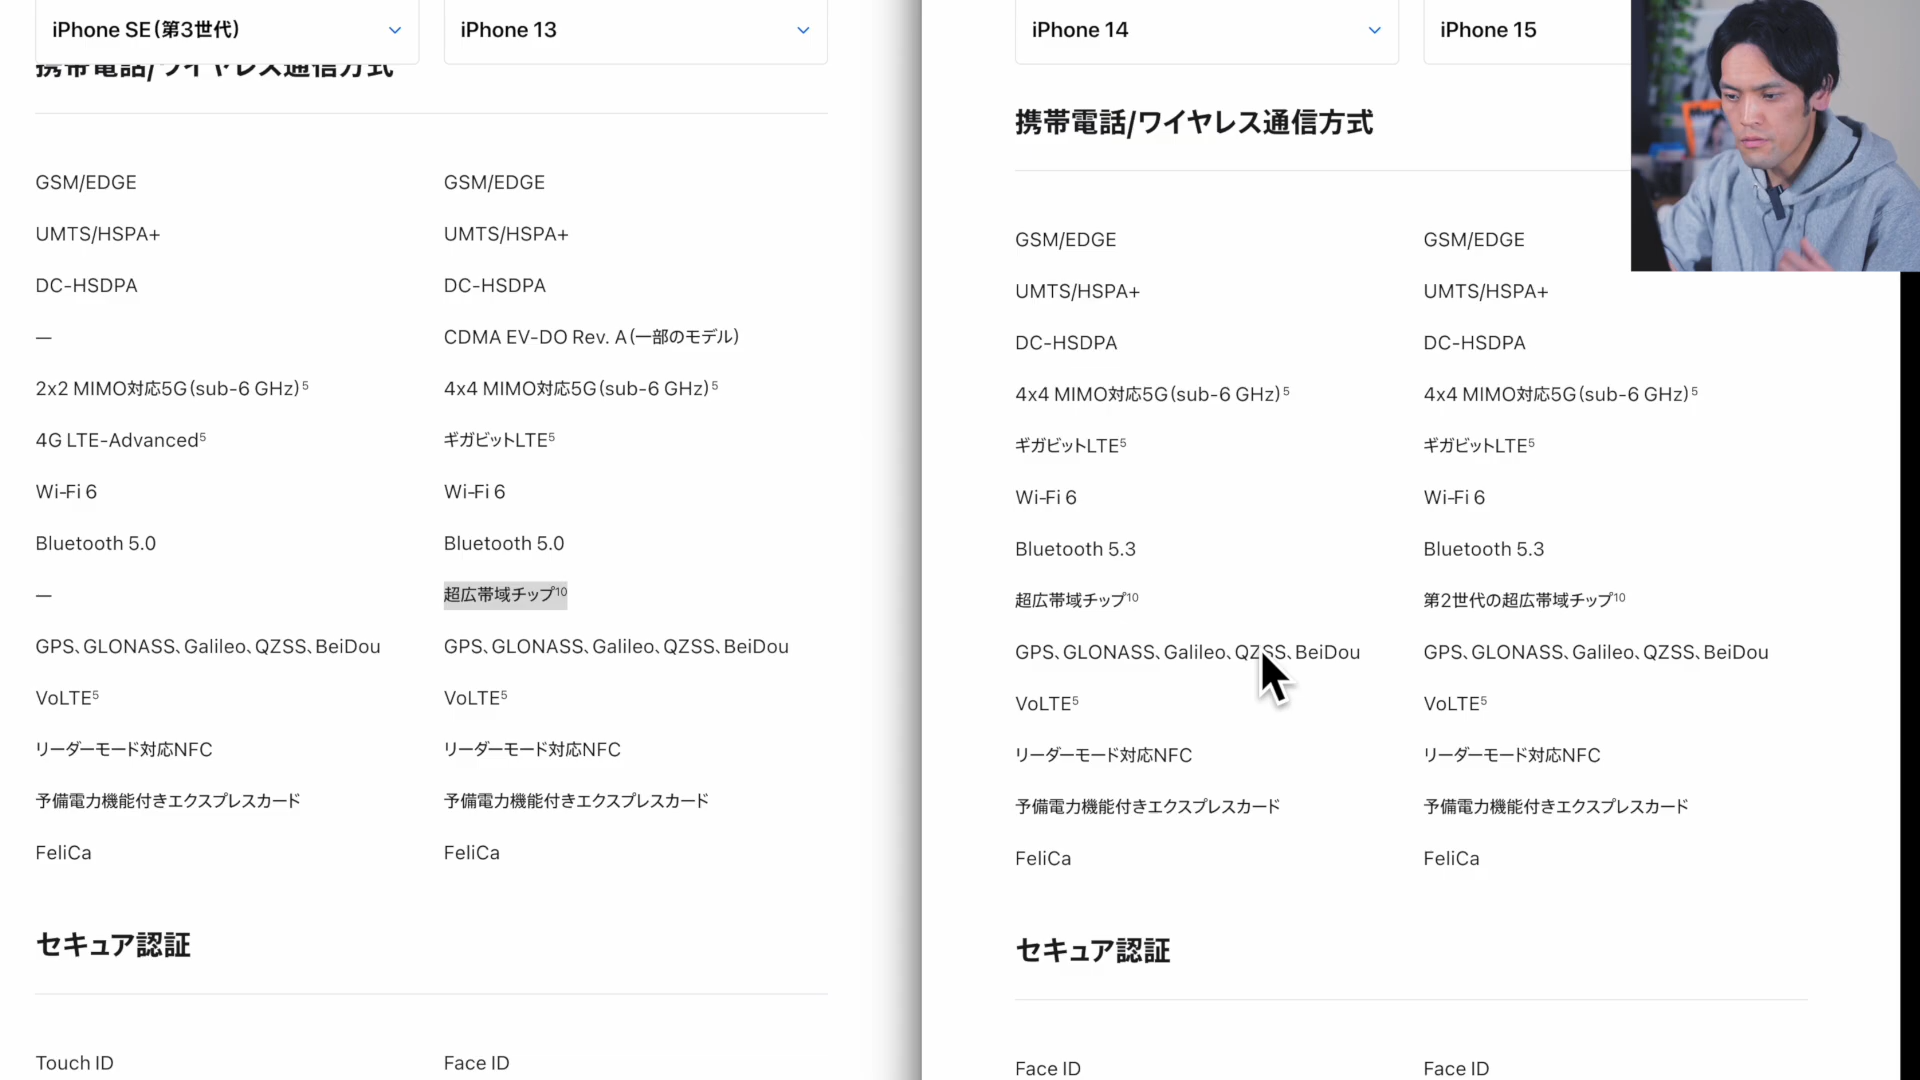 iPhone SE(第3世代)
iPhone 13
携帯電話/ワイヤレス通信方式
GSM/EDGE
GSM/EDGE
UMTS/HSPA+
UMTS/HSPA+
DC-HSDPA
DC-HSDPA
—
CDMA EV-DO Rev. A(一部のモデル)
2x2 MIMO対応5G(sub-6 GHz)5
4x4 MIMO対応5G(sub-6 GHz)5
4G LTE-Advanced5
ギガビットLTE5
Wi-Fi 6
Wi-Fi 6
Bluetooth 5.0
Bluetooth 5.0
—
超広帯域チップ10
GPS、GLONASS、Galileo、QZSS、BeiDou
GPS、GLONASS、Galileo、QZSS、BeiDou
VoLTE5
VoLTE5
リーダーモード対応NFC
リーダーモード対応NFC
予備電力機能付きエクスプレスカード
予備電力機能付きエクスプレスカード
FeliCa
FeliCa
セキュア認証
Touch ID
Face ID
iPhone 14
iPhone 15
携帯電話/ワイヤレス通信方式
GSM/EDGE
GSM/EDGE
UMTS/HSPA+
UMTS/HSPA+
DC-HSDPA
DC-HSDPA
4x4 MIMO対応5G(sub-6 GHz)5
4x4 MIMO対応5G(sub-6 GHz)5
ギガビットLTE5
ギガビットLTE5
Wi-Fi 6
Wi-Fi 6
Bluetooth 5.3
Bluetooth 5.3
超広帯域チップ10
第2世代の超広帯域チップ10
GPS、GLONASS、Galileo、QZSS、BeiDou
GPS、GLONASS、Galileo、QZSS、BeiDou
VoLTE5
VoLTE5
リーダーモード対応NFC
リーダーモード対応NFC
予備電力機能付きエクスプレスカード
予備電力機能付きエクスプレスカード
FeliCa
FeliCa
セキュア認証
Face ID
Face ID